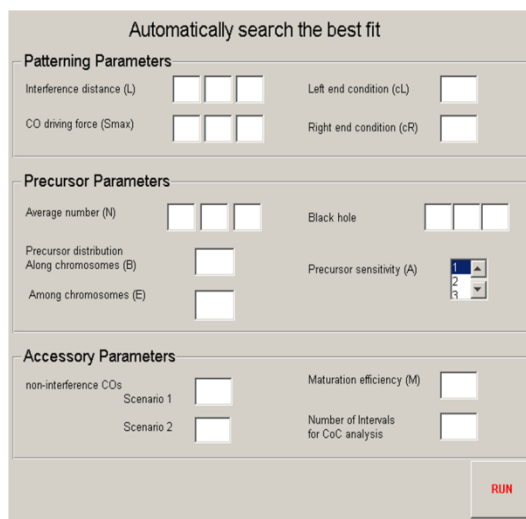 Automatically search the best fit
Patterning Parameters
Interference distance (L)
Left end condition (cL)
CO driving force (Smax)
Right end condition (cR)
Precursor Parameters
Average number (N)
Black hole
Precursor distribution
Along chromosomes (B)
Precursor sensitivity (A)
1
2
3
Among chromosomes (E)
Accessory Parameters
non-interference COs
Scenario 1
Maturation efficiency (M)
Scenario 2
Number of Intervals
for CoC analysis
RUN